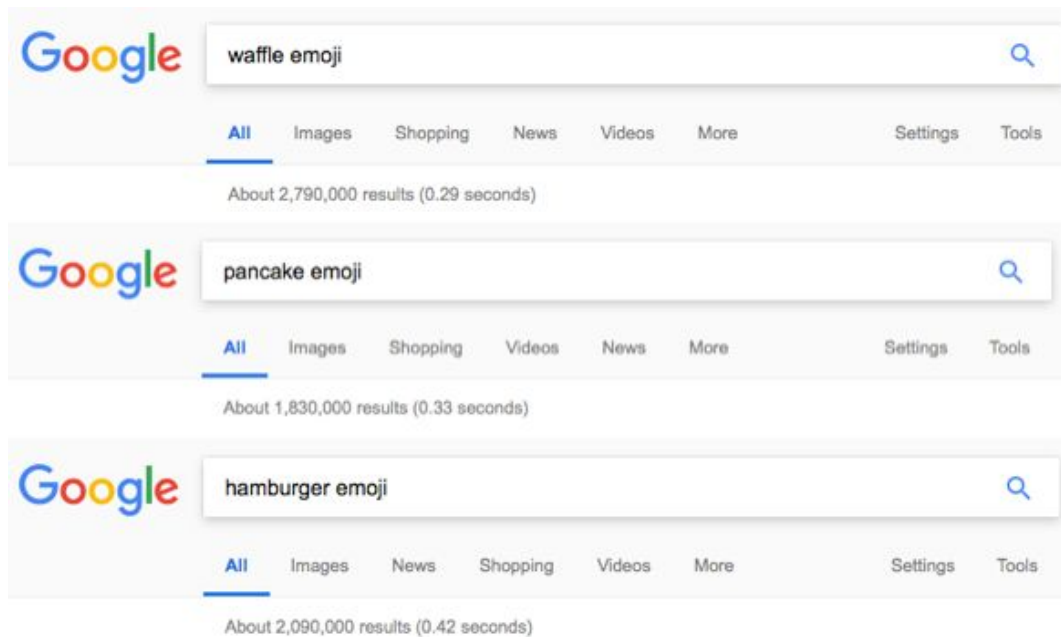 Google waffle emoji
All Images Shopping News Videos More Settings Tools
About 2,790,000 results (0.29 seconds)
Google pancake emoji
All Images Shopping Videos News More Settings Tools
About 1,830,000 results (0.33 seconds)
Google hamburger emoji
All Images News Shopping Videos More Settings Tools
About 2,090,000 results (0.42 seconds)